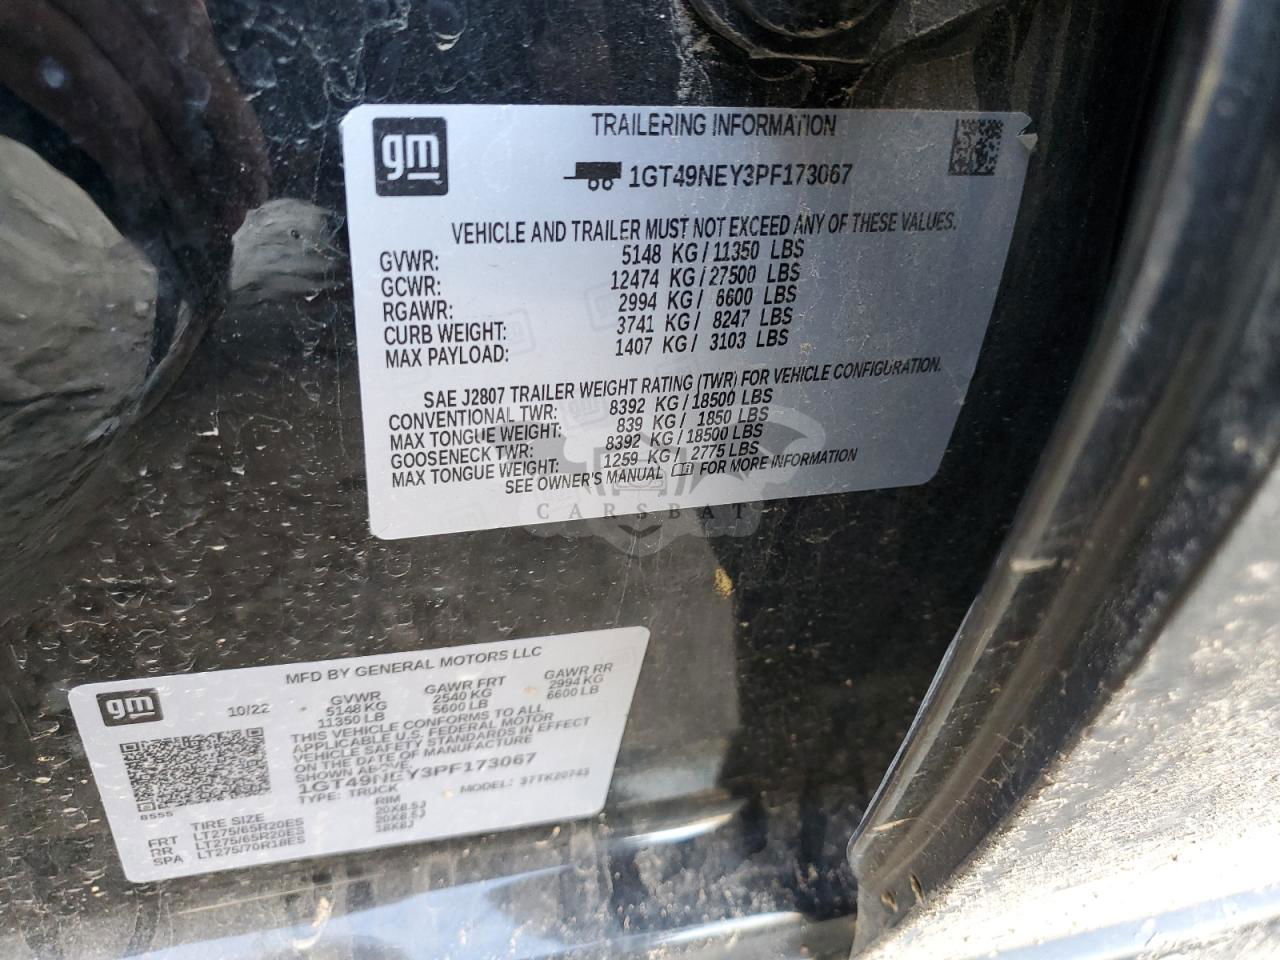 gm
TRAILERING INFORMATION
1GT49NEY3PF173067
VEHICLE AND TRAILER MUST NOT EXCEED ANY OF THESE VALUES.
GVWR: 5148 KG / 11350 LBS
GCWR: 12474 KG / 27500 LBS
RGAWR: 2994 KG / 6600 LBS
CURB WEIGHT: 3741 KG / 8247 LBS
MAX PAYLOAD: 1407 KG / 3103 LBS
SAE J2807 TRAILER WEIGHT RATING (TWR) FOR VEHICLE CONFIGURATION.
CONVENTIONAL TWR: 8392 KG / 18500 LBS
MAX TONGUE WEIGHT: 839 KG / 1850 LBS
GOOSENECK TWR: 8392 KG / 18500 LBS
MAX TONGUE WEIGHT: 1259 KG / 2775 LBS
SEE OWNER'S MANUAL FOR MORE INFORMATION
CARSBAT
MFD BY GENERAL MOTORS LLC
gm
10/22 GVWR GAWR FRT GAWR RR
5148 KG 2540 KG 2994 KG
11350 LB 5600 LB 6600 LB
THIS VEHICLE CONFORMS TO ALL
APPLICABLE U.S. FEDERAL MOTOR
VEHICLE SAFETY STANDARDS IN EFFECT
ON THE DATE OF MANUFACTURE
SHOWN ABOVE.
1GT49NEY3PF173067
TYPE: TRUCK MODEL: 37TK20743
8555
TIRE SIZE RIM
FRT LT275/65R20ES 20X8.5J
RR LT275/65R20ES 20X8.5J
SPA LT275/70R18ES 18X8J